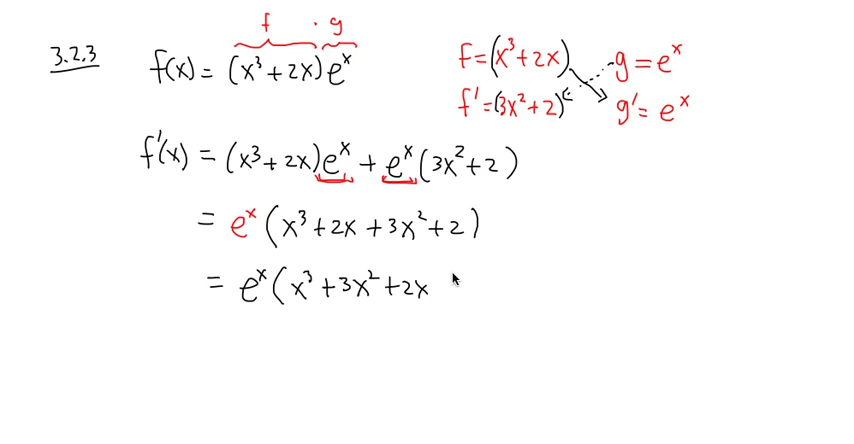 f · g
3.2.3 f(x) = (x³ + 2x) eˣ
f = (x³ + 2x) g = eˣ
f' = (3x² + 2) g' = eˣ
f'(x) = (x³ + 2x) eˣ + eˣ (3x² + 2)
= eˣ (x³ + 2x + 3x² + 2)
= eˣ (x³ + 3x² + 2x